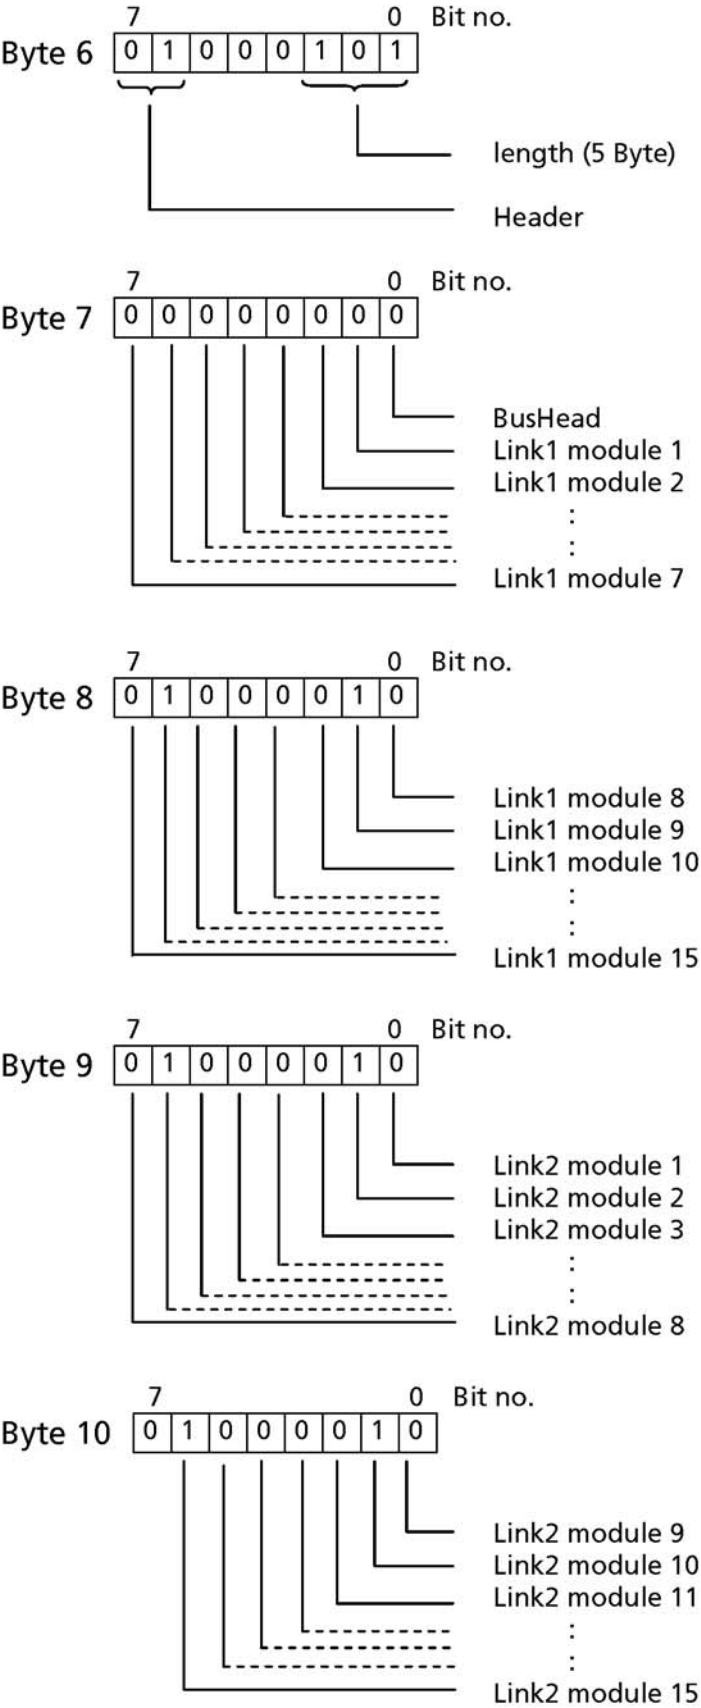 7 0 Bit no.
Byte 6 0 1 0 0 0 1 0 1
length (5 Byte)
Header
7 0 Bit no.
Byte 7 0 0 0 0 0 0 0 0
BusHead
Link1 module 1
Link1 module 2
:
:
Link1 module 7
7 0 Bit no.
Byte 8 0 1 0 0 0 0 1 0
Link1 module 8
Link1 module 9
Link1 module 10
:
:
Link1 module 15
7 0 Bit no.
Byte 9 0 1 0 0 0 0 1 0
Link2 module 1
Link2 module 2
Link2 module 3
:
:
Link2 module 8
7 0 Bit no.
Byte 10 0 1 0 0 0 0 1 0
Link2 module 9
Link2 module 10
Link2 module 11
:
:
Link2 module 15